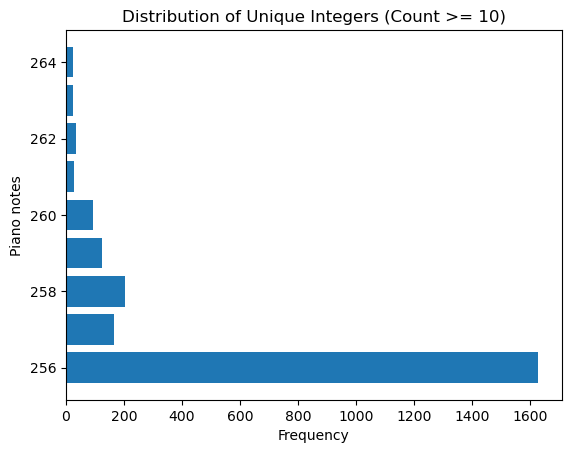 Distribution of Unique Integers (Count >= 10)
Piano notes
264
262
260
258
256
0 200 400 600 800 1000 1200 1400 1600
Frequency